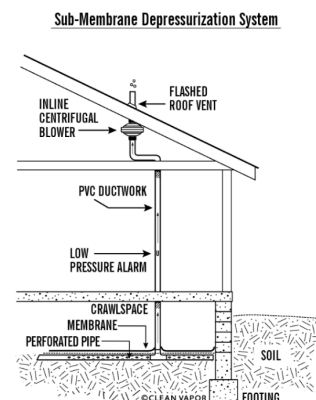 Sub-Membrane Depressurization System
FLASHED
ROOF VENT
INLINE
CENTRIFUGAL
BLOWER
PVC DUCTWORK
LOW
PRESSURE ALARM
CRAWLSPACE
MEMBRANE
PERFORATED PIPE
SOIL
©CLEAN VAPOR
FOOTING